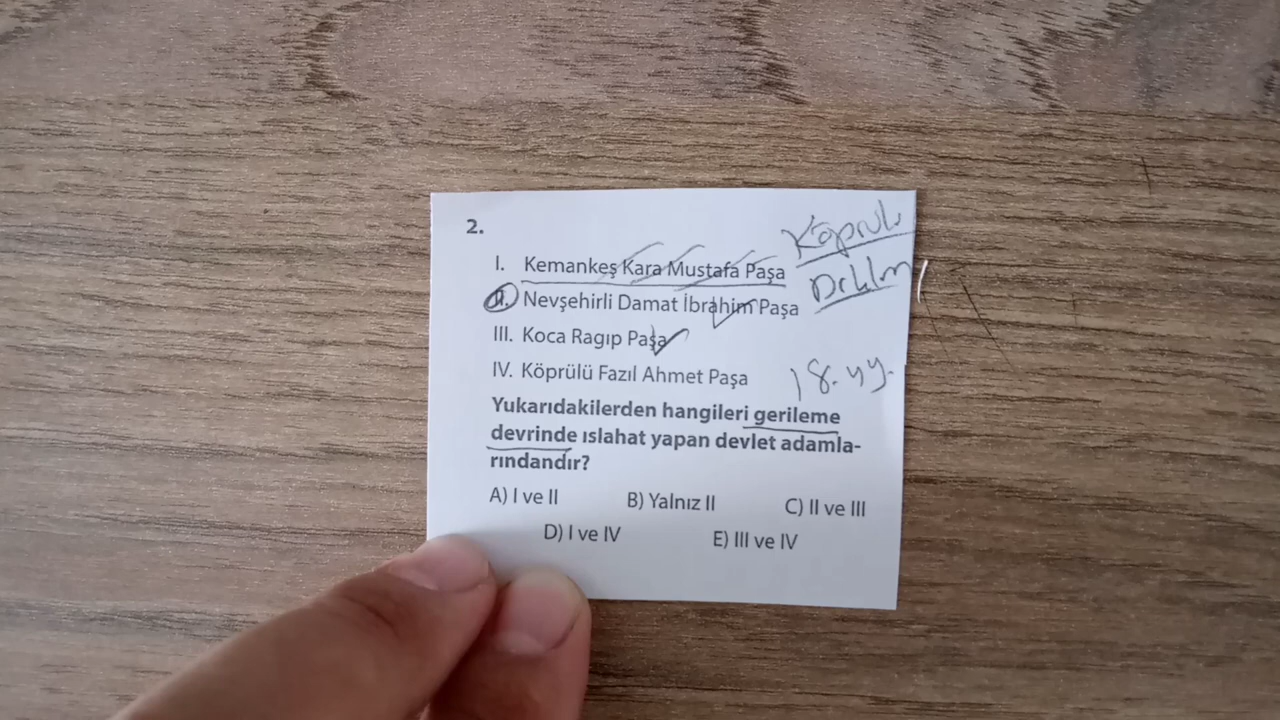 2.
I. Kemankeş Kara Mustafa Paşa
II. Nevşehirli Damat İbrahim Paşa
III. Koca Ragıp Paşa
IV. Köprülü Fazıl Ahmet Paşa
Köprülü
18. yy.
Yukarıdakilerden hangileri gerileme
devrinde ıslahat yapan devlet adamla-
rındandır?
A) I ve II B) Yalnız II C) II ve III
D) I ve IV E) III ve IV